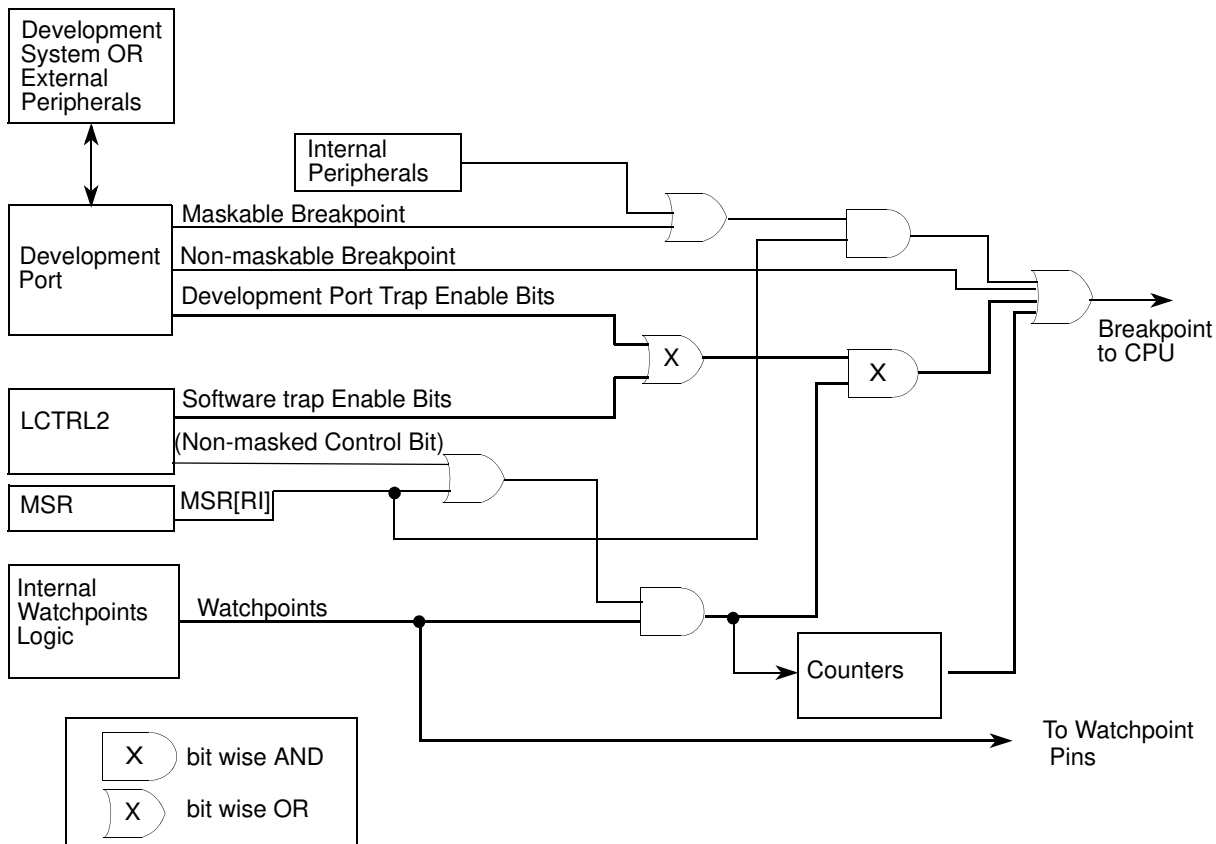 Development
System OR
External
Peripherals
Internal
Peripherals
Maskable Breakpoint
Development
Port
Non-maskable Breakpoint
Development Port Trap Enable Bits
Breakpoint
to CPU
X
X
LCTRL2
Software trap Enable Bits
(Non-masked Control Bit)
MSR
MSR[RI]
Internal
Watchpoints
Logic
Watchpoints
Counters
To Watchpoint
Pins
X bit wise AND
X bit wise OR